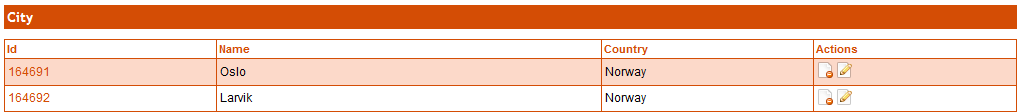 City
Id Name Country Actions
164691 Oslo Norway
164692 Larvik Norway